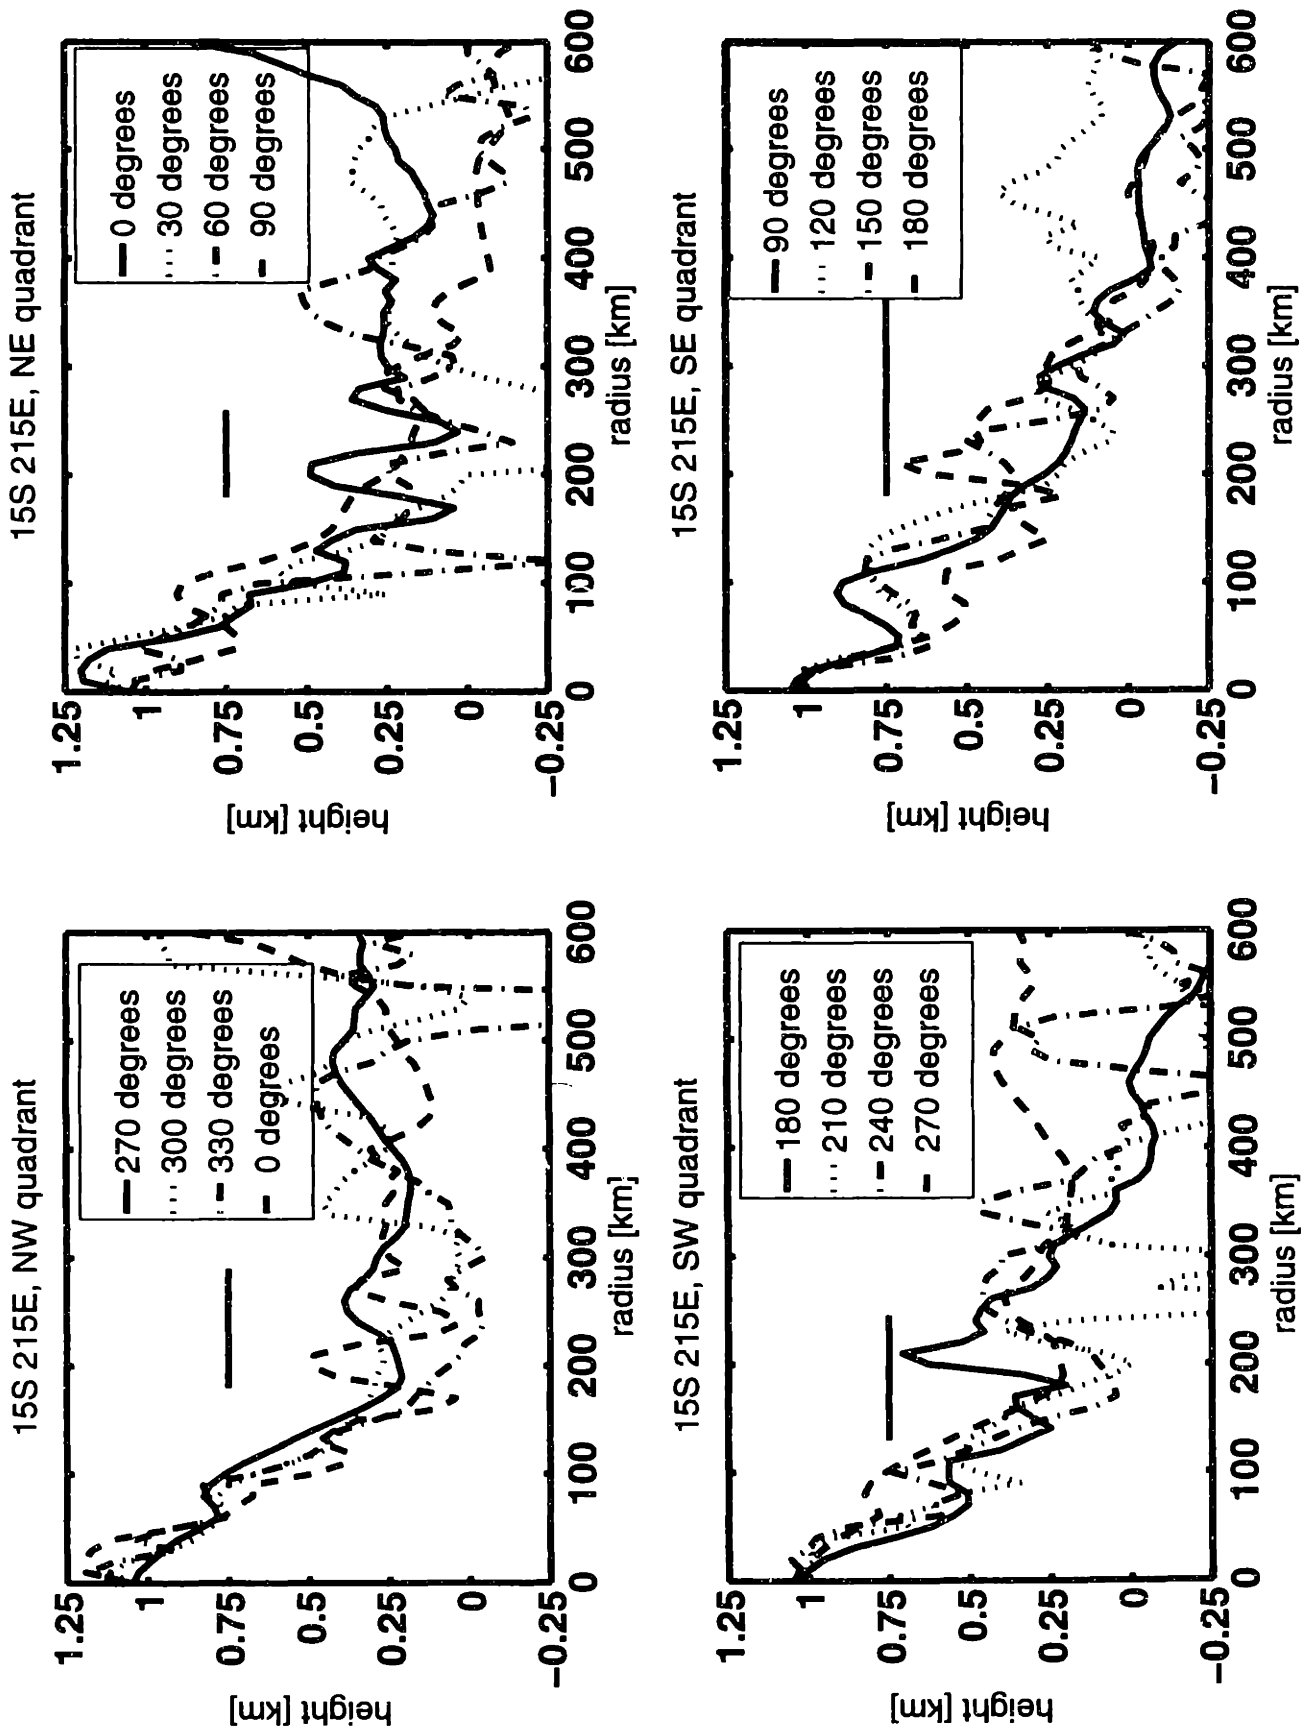 15S 215E, NW quadrant
1.25
1
0.75
0.5
0.25
0
−0.25
height [km]
270 degrees
300 degrees
330 degrees
0 degrees
0
100
200
300
400
500
600
radius [km]
15S 215E, NE quadrant
1.25
1
0.75
0.5
0.25
0
−0.25
height [km]
0 degrees
30 degrees
60 degrees
90 degrees
0
100
200
300
400
500
600
radius [km]
15S 215E, SW quadrant
1.25
1
0.75
0.5
0.25
0
−0.25
height [km]
180 degrees
210 degrees
240 degrees
270 degrees
0
100
200
300
400
500
600
radius [km]
15S 215E, SE quadrant
1.25
1
0.75
0.5
0.25
0
−0.25
height [km]
90 degrees
120 degrees
150 degrees
180 degrees
0
100
200
300
400
500
600
radius [km]